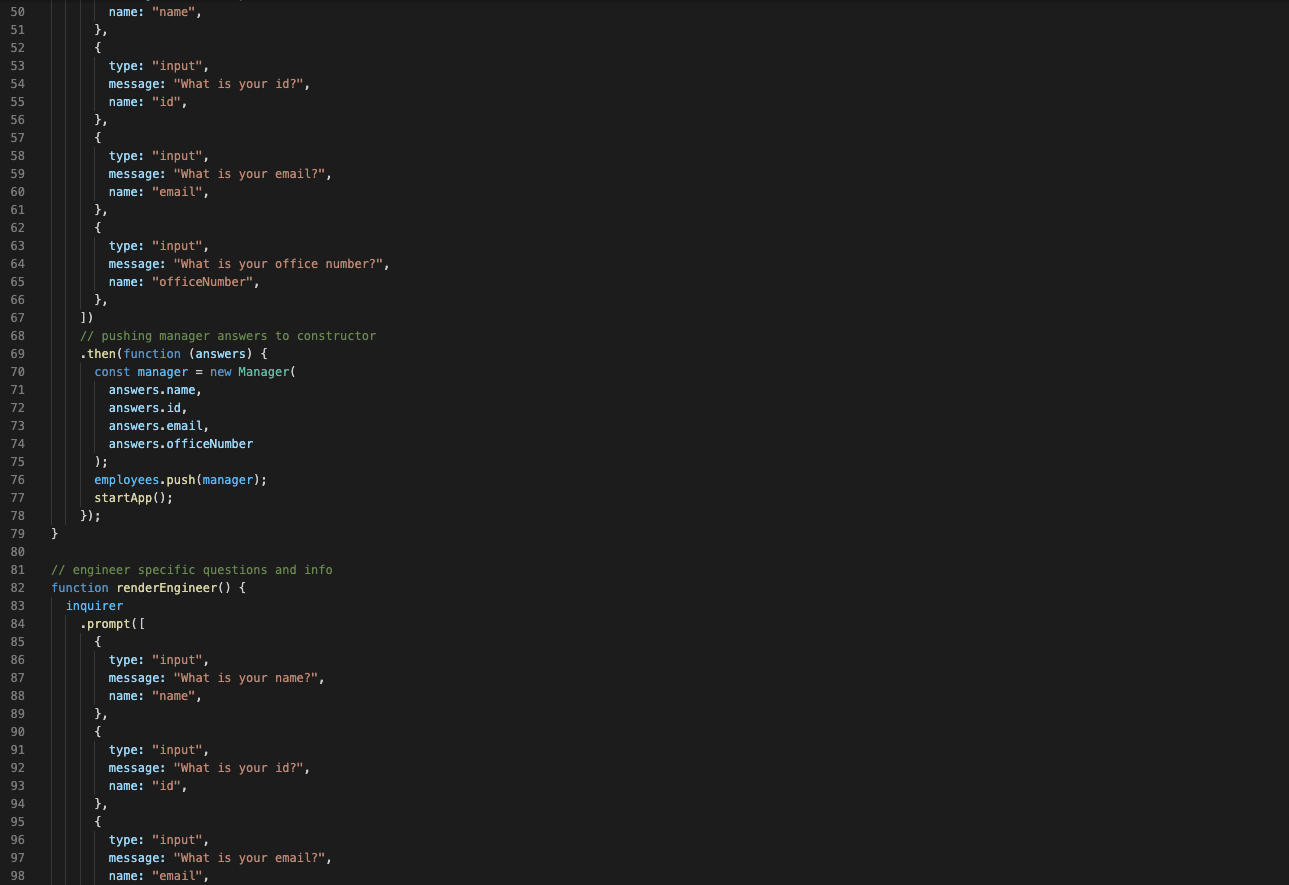 50 name: "name",
51 },
52 {
53 type: "input",
54 message: "What is your id?",
55 name: "id",
56 },
57 {
58 type: "input",
59 message: "What is your email?",
60 name: "email",
61 },
62 {
63 type: "input",
64 message: "What is your office number?",
65 name: "officeNumber",
66 },
67 ])
68 // pushing manager answers to constructor
69 .then(function (answers) {
70 const manager = new Manager(
71 answers.name,
72 answers.id,
73 answers.email,
74 answers.officeNumber
75 );
76 employees.push(manager);
77 startApp();
78 });
79 }
80
81 // engineer specific questions and info
82 function renderEngineer() {
83 inquirer
84 .prompt([
85 {
86 type: "input",
87 message: "What is your name?",
88 name: "name",
89 },
90 {
91 type: "input",
92 message: "What is your id?",
93 name: "id",
94 },
95 {
96 type: "input",
97 message: "What is your email?",
98 name: "email",